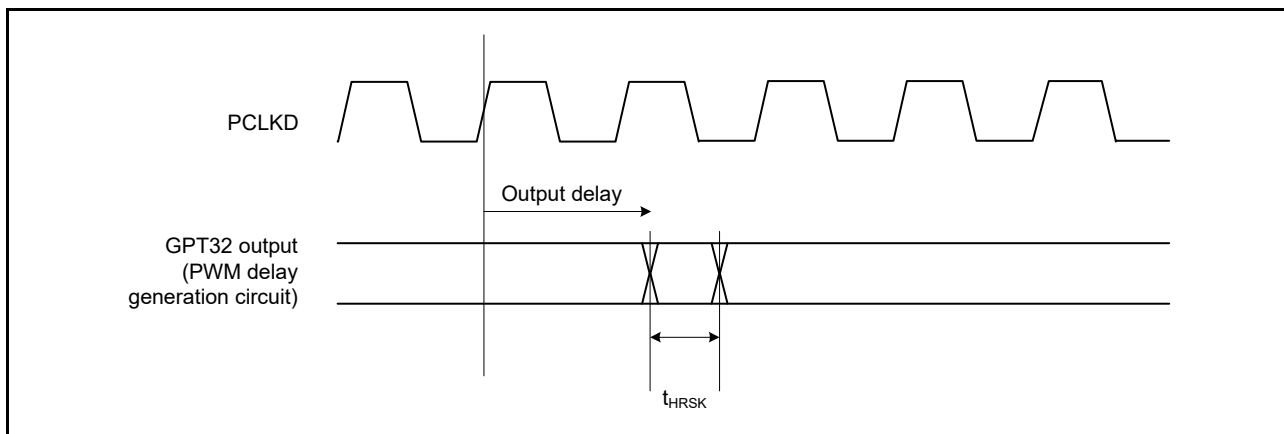 PCLKD
Output delay
GPT32 output
(PWM delay
generation circuit)
tHRSK